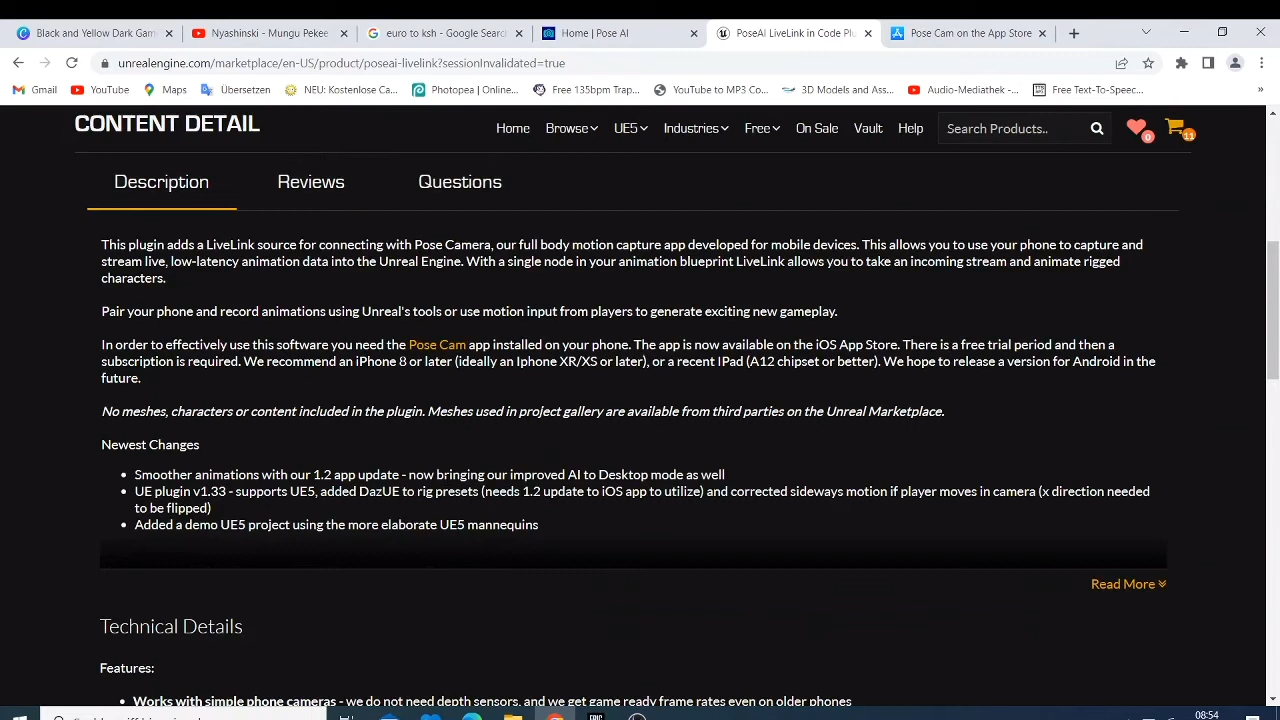 Black and Yellow Dark Gam
Nyashinski - Mungu Pekee
euro to ksh - Google Search
Home | Pose AI
PoseAI LiveLink in Code Plu
Pose Cam on the App Store
unrealengine.com/marketplace/en-US/product/poseai-livelink?sessionInvalidated=true
Gmail
YouTube
Maps
Übersetzen
NEU: Kostenlose Ca...
Photopea | Online...
Free 135bpm Trap...
YouTube to MP3 Co...
3D Models and Ass...
Audio-Mediathek -...
Free Text-To-Speec...
CONTENT DETAIL
Home
Browse
UE5
Industries
Free
On Sale
Vault
Help
Search Products..
0
11
Description
Reviews
Questions
This plugin adds a LiveLink source for connecting with Pose Camera, our full body motion capture app developed for mobile devices. This allows you to use your phone to capture and
stream live, low-latency animation data into the Unreal Engine. With a single node in your animation blueprint LiveLink allows you to take an incoming stream and animate rigged
characters.
Pair your phone and record animations using Unreal's tools or use motion input from players to generate exciting new gameplay.
In order to effectively use this software you need the Pose Cam app installed on your phone. The app is now available on the iOS App Store. There is a free trial period and then a
subscription is required. We recommend an iPhone 8 or later (ideally an Iphone XR/XS or later), or a recent IPad (A12 chipset or better). We hope to release a version for Android in the
future.
No meshes, characters or content included in the plugin. Meshes used in project gallery are available from third parties on the Unreal Marketplace.
Newest Changes
• Smoother animations with our 1.2 app update - now bringing our improved AI to Desktop mode as well
• UE plugin v1.33 - supports UE5, added DazUE to rig presets (needs 1.2 update to iOS app to utilize) and corrected sideways motion if player moves in camera (x direction needed
to be flipped)
• Added a demo UE5 project using the more elaborate UE5 mannequins
Read More
Technical Details
Features:
• Works with simple phone cameras - we do not need depth sensors, and we get game ready frame rates even on older phones
08:54